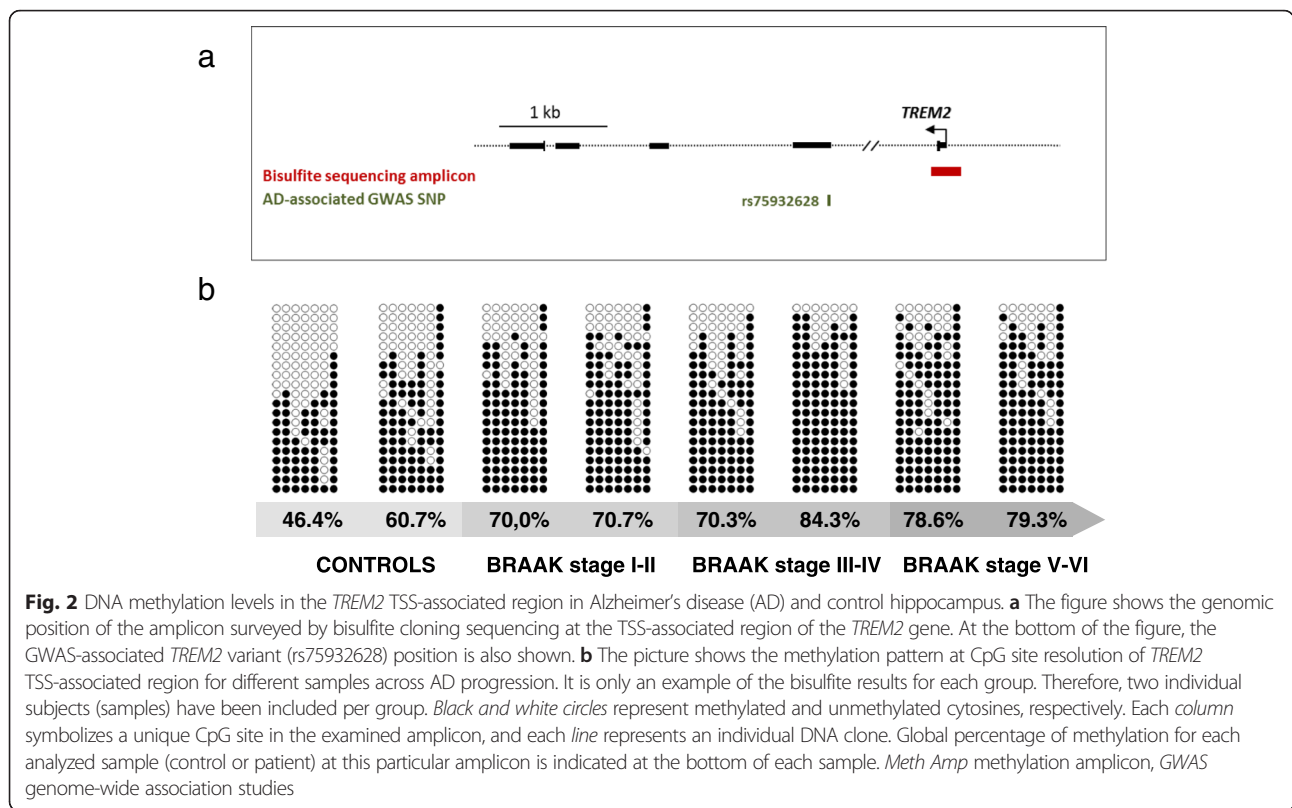 a
1 kb
TREM2
Bisulfite sequencing amplicon
AD-associated GWAS SNP
rs75932628
b
46.4% 60.7% 70,0% 70.7% 70.3% 84.3% 78.6% 79.3%
CONTROLS BRAAK stage I-II BRAAK stage III-IV BRAAK stage V-VI
Fig. 2 DNA methylation levels in the TREM2 TSS-associated region in Alzheimer's disease (AD) and control hippocampus. a The figure shows the genomic
position of the amplicon surveyed by bisulfite cloning sequencing at the TSS-associated region of the TREM2 gene. At the bottom of the figure, the
GWAS-associated TREM2 variant (rs75932628) position is also shown. b The picture shows the methylation pattern at CpG site resolution of TREM2
TSS-associated region for different samples across AD progression. It is only an example of the bisulfite results for each group. Therefore, two individual
subjects (samples) have been included per group. Black and white circles represent methylated and unmethylated cytosines, respectively. Each column
symbolizes a unique CpG site in the examined amplicon, and each line represents an individual DNA clone. Global percentage of methylation for each
analyzed sample (control or patient) at this particular amplicon is indicated at the bottom of each sample. Meth Amp methylation amplicon, GWAS
genome-wide association studies